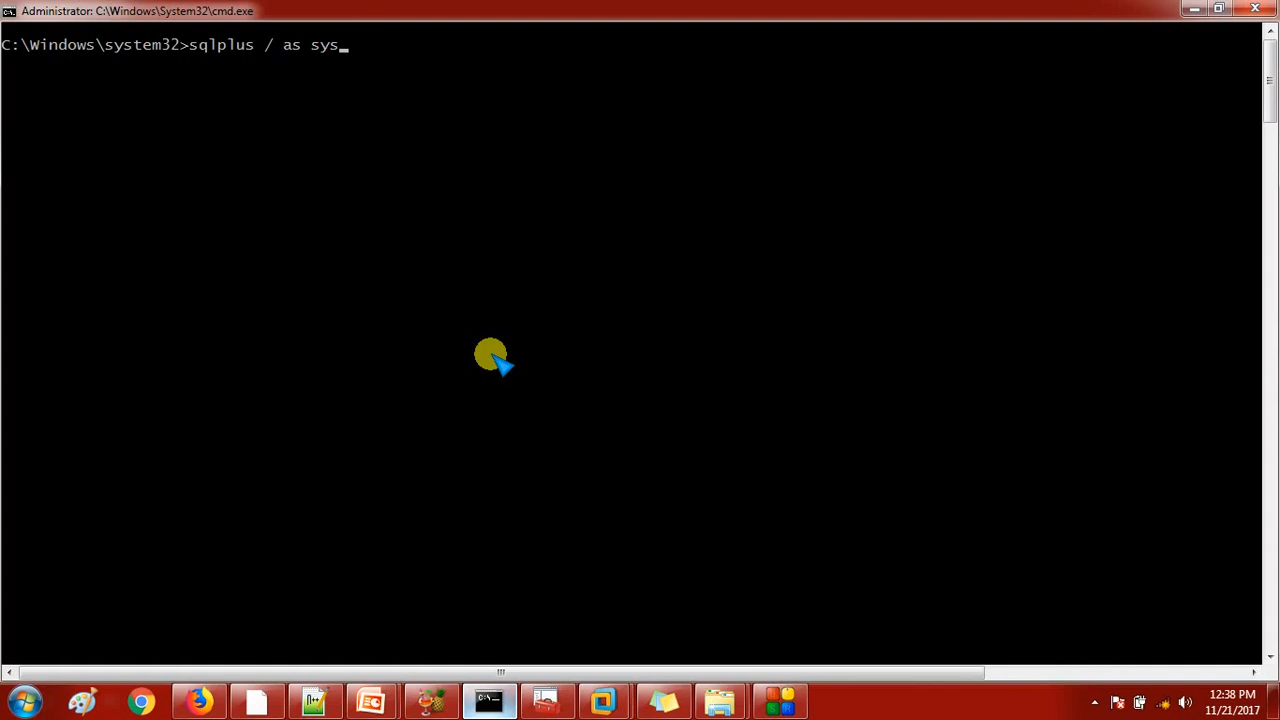 Administrator: C:\Windows\System32\cmd.exe
C:\Windows\system32>sqlplus / as sys_
12:38 PM
11/21/2017